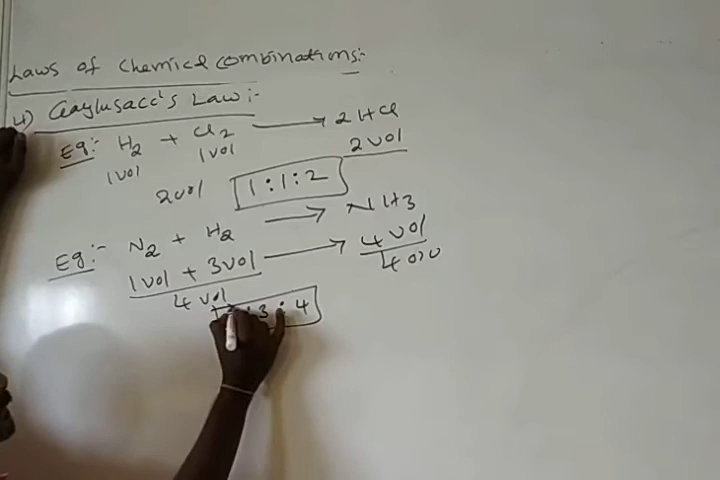 Laws of Chemical Combinations:-
4) Gaylusacc's Law:-
Eg:- H2 + Cl2 → 2HCl
1vol 1vol 2vol
2vol 1:1:2
Eg:- N2 + H2 → NH3
1vol + 3vol → 4vol
4vol
:3:4